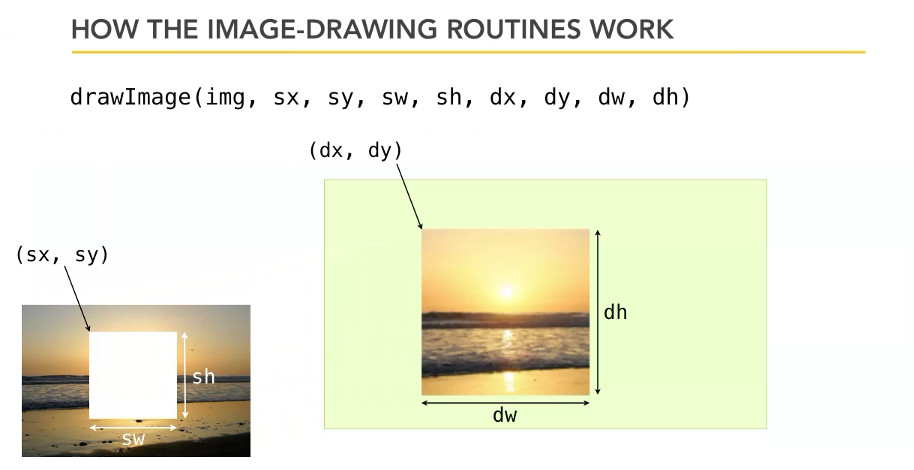 HOW THE IMAGE-DRAWING ROUTINES WORK
drawImage(img, sx, sy, sw, sh, dx, dy, dw, dh)
(dx, dy)
(sx, sy)
dh
sh
dw
sw